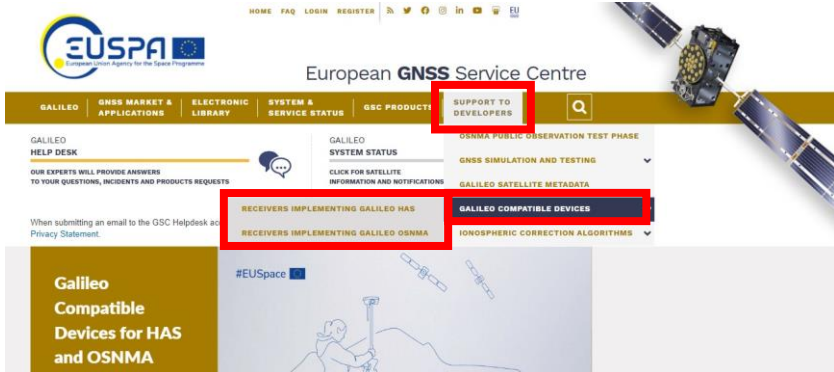 HOME FAQ LOGIN REGISTER EU
EUSPA
European Union Agency for the Space Programme
European GNSS Service Centre
GALILEO
GNSS MARKET & APPLICATIONS
ELECTRONIC LIBRARY
SYSTEM & SERVICE STATUS
GSC PRODUCTS
SUPPORT TO DEVELOPERS
GALILEO
HELP DESK
OUR EXPERTS WILL PROVIDE ANSWERS
TO YOUR QUESTIONS, INCIDENTS AND PRODUCTS REQUESTS
GALILEO
SYSTEM STATUS
CLICK FOR SATELLITE
INFORMATION AND NOTIFICATIONS
OSNMA PUBLIC OBSERVATION TEST PHASE
GNSS SIMULATION AND TESTING
GALILEO SATELLITE METADATA
GALILEO COMPATIBLE DEVICES
IONOSPHERIC CORRECTION ALGORITHMS
RECEIVERS IMPLEMENTING GALILEO HAS
RECEIVERS IMPLEMENTING GALILEO OSNMA
When submitting an email to the GSC Helpdesk
Privacy Statement.
Galileo
Compatible
Devices for HAS
and OSNMA
#EUSpace